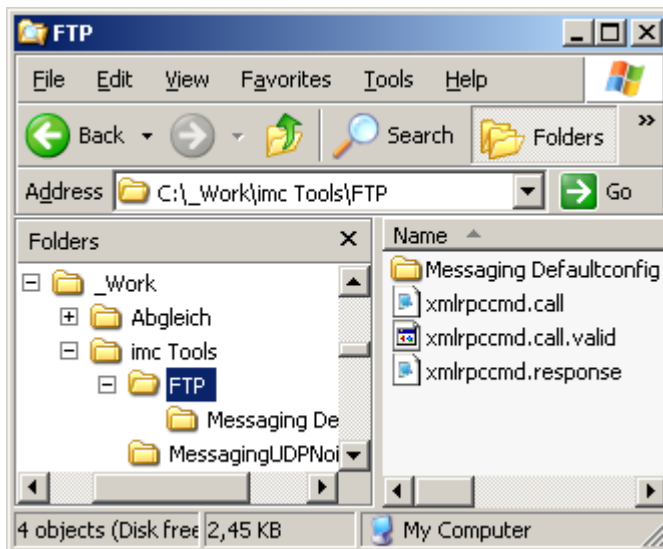 FTP
File Edit View Favorites Tools Help
Back Search Folders »
Address C:\_Work\imc Tools\FTP Go
Folders x
_Work
Abgleich
imc Tools
FTP
Messaging De
MessagingUDPNoi
Name
Messaging Defaultconfig
xmlrpccmd.call
xmlrpccmd.call.valid
xmlrpccmd.response
4 objects (Disk free 2,45 KB My Computer